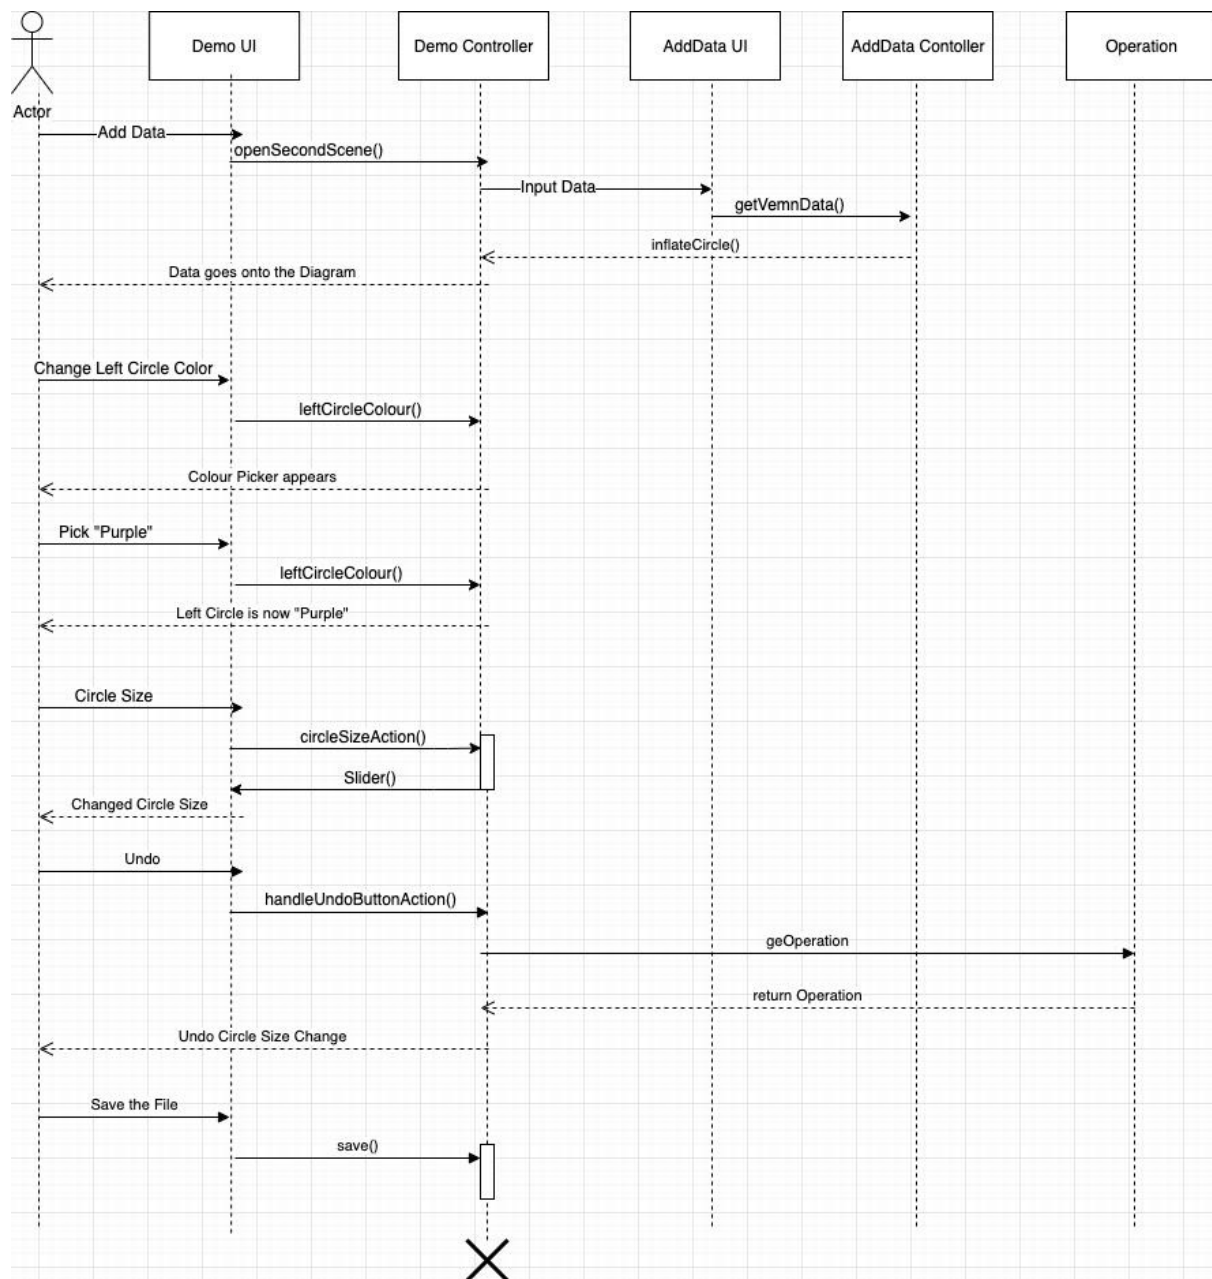 Demo UI
Demo Controller
AddData UI
AddData Contoller
Operation
Actor
Add Data
openSecondScene()
Input Data
getVemnData()
inflateCircle()
Data goes onto the Diagram
Change Left Circle Color
leftCircleColour()
Colour Picker appears
Pick "Purple"
leftCircleColour()
Left Circle is now "Purple"
Circle Size
circleSizeAction()
Slider()
Changed Circle Size
Undo
handleUndoButtonAction()
geOperation
return Operation
Undo Circle Size Change
Save the File
save()